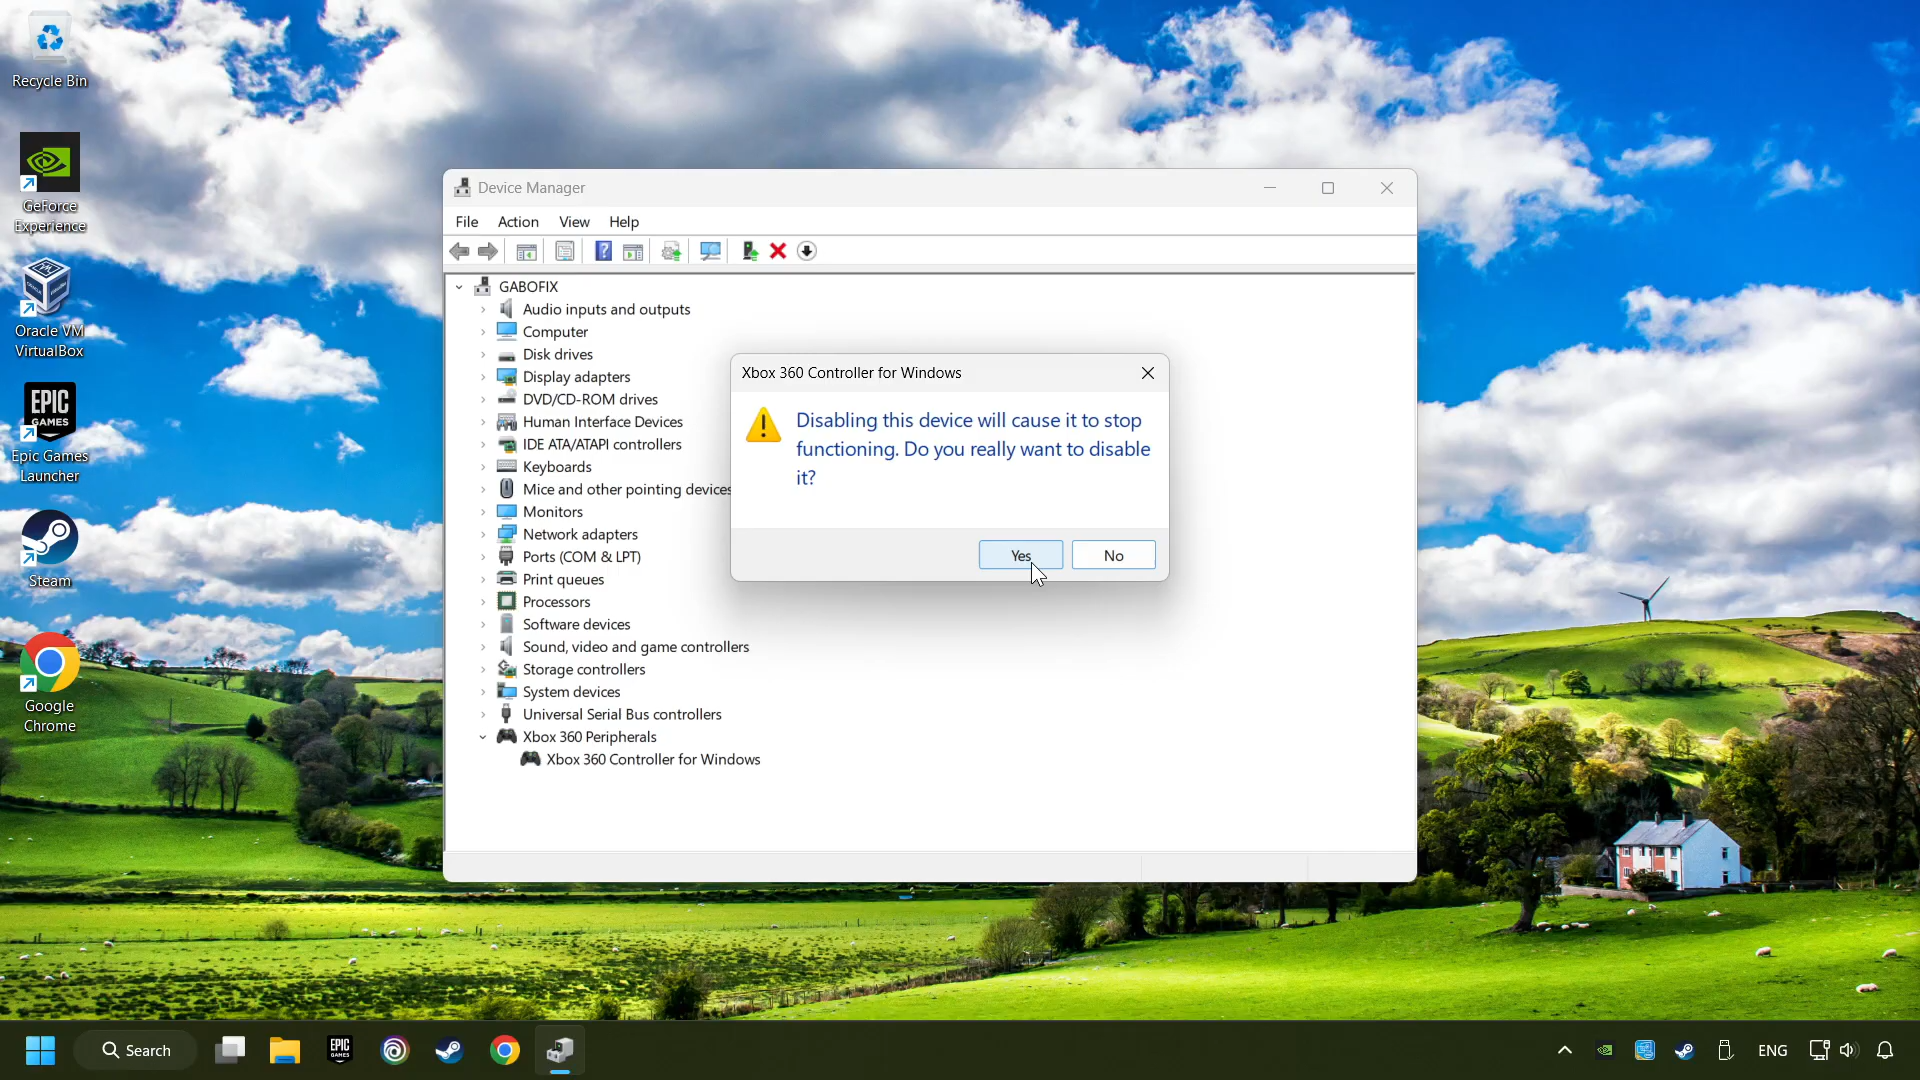 Recycle Bin
GeForce
Experience
Oracle VM
VirtualBox
EPIC
GAMES
Epic Games
Launcher
Steam
Google
Chrome
Device Manager
File Action View Help
GABOFIX
Audio inputs and outputs
Computer
Disk drives
Display adapters
DVD/CD-ROM drives
Human Interface Devices
IDE ATA/ATAPI controllers
Keyboards
Mice and other pointing devices
Monitors
Network adapters
Ports (COM & LPT)
Print queues
Processors
Software devices
Sound, video and game controllers
Storage controllers
System devices
Universal Serial Bus controllers
Xbox 360 Peripherals
Xbox 360 Controller for Windows
Xbox 360 Controller for Windows
Disabling this device will cause it to stop
functioning. Do you really want to disable
it?
Yes No
Search
EPIC
GAMES
ENG